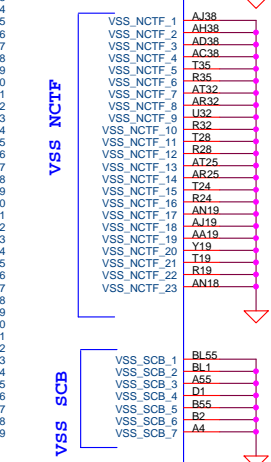 VSS NCTF
VSS_NCTF_1 AJ38
VSS_NCTF_2 AH38
VSS_NCTF_3 AD38
VSS_NCTF_4 AC38
VSS_NCTF_5 T35
VSS_NCTF_6 R35
VSS_NCTF_7 AT32
VSS_NCTF_8 AR32
VSS_NCTF_9 U32
VSS_NCTF_10 R32
VSS_NCTF_11 T28
VSS_NCTF_12 R28
VSS_NCTF_13 AT25
VSS_NCTF_14 AR25
VSS_NCTF_15 T24
VSS_NCTF_16 R24
VSS_NCTF_17 AN19
VSS_NCTF_18 AJ19
VSS_NCTF_19 AA19
VSS_NCTF_20 Y19
VSS_NCTF_21 T19
VSS_NCTF_22 R19
VSS_NCTF_23 AN18
VSS SCB
VSS_SCB_1 BL55
VSS_SCB_2 BL1
VSS_SCB_3 A55
VSS_SCB_4 D1
VSS_SCB_5 B55
VSS_SCB_6 B2
VSS_SCB_7 A4